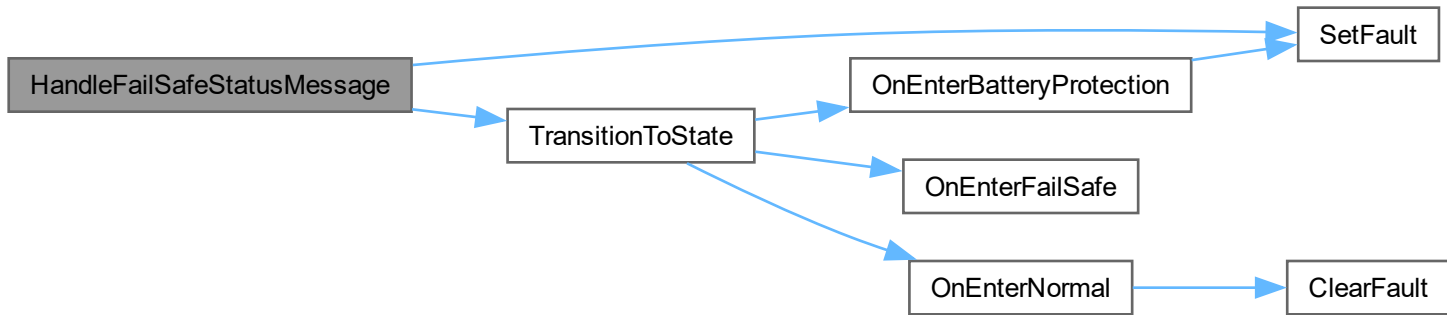 HandleFailSafeStatusMessage
TransitionToState
OnEnterBatteryProtection
SetFault
OnEnterFailSafe
OnEnterNormal
ClearFault